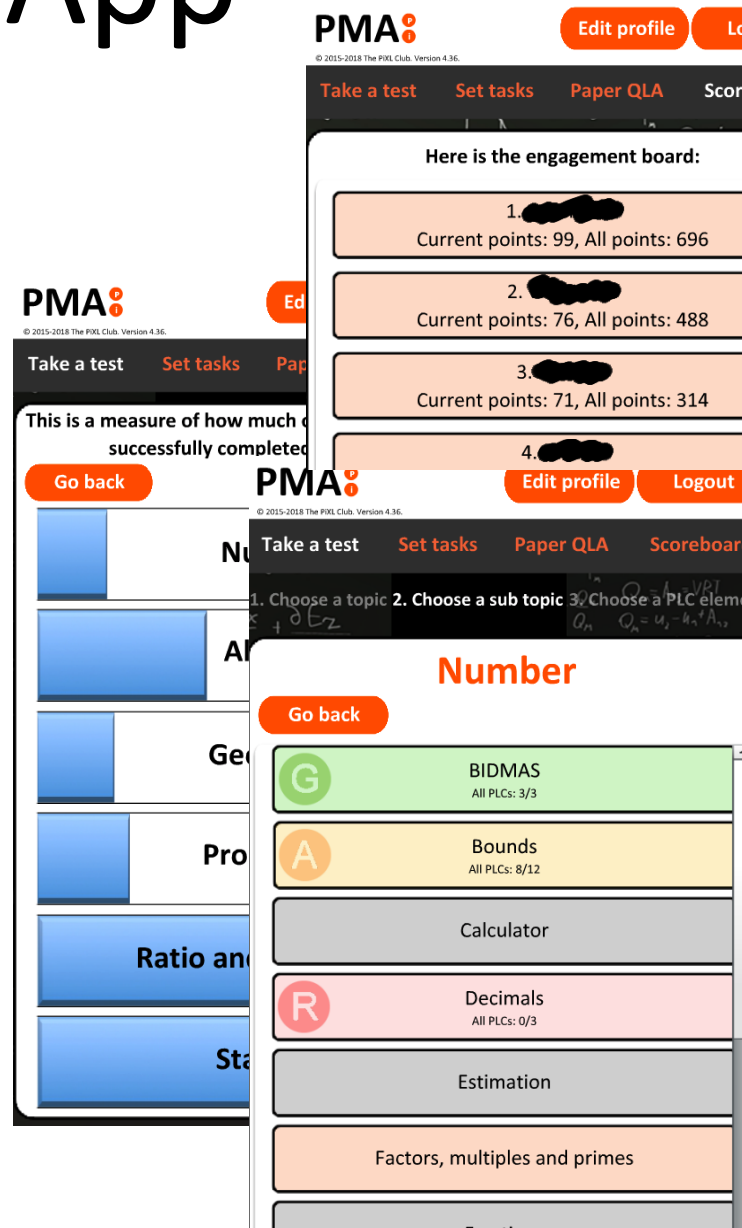 App
PMA
Edit profile
© 2015-2018 The PiXL Club. Version 4.36.
Take a test Set tasks Paper QLA
Here is the engagement board:
1.
Current points: 99, All points: 696
2.
Current points: 76, All points: 488
3.
Current points: 71, All points: 314
4.
PMA
© 2015-2018 The PiXL Club. Version 4.36.
Take a test Set tasks
This is a measure of how much
successfully completed
Go back
Ratio
PMA
Edit profile Logout
© 2015-2018 The PiXL Club. Version 4.36.
Take a test Set tasks Paper QLA
1. Choose a topic 2. Choose a sub topic 3. Choose a PLC
Number
Go back
G BIDMAS
All PLCs: 3/3
A Bounds
All PLCs: 8/12
Calculator
R Decimals
All PLCs: 0/3
Estimation
Factors, multiples and primes